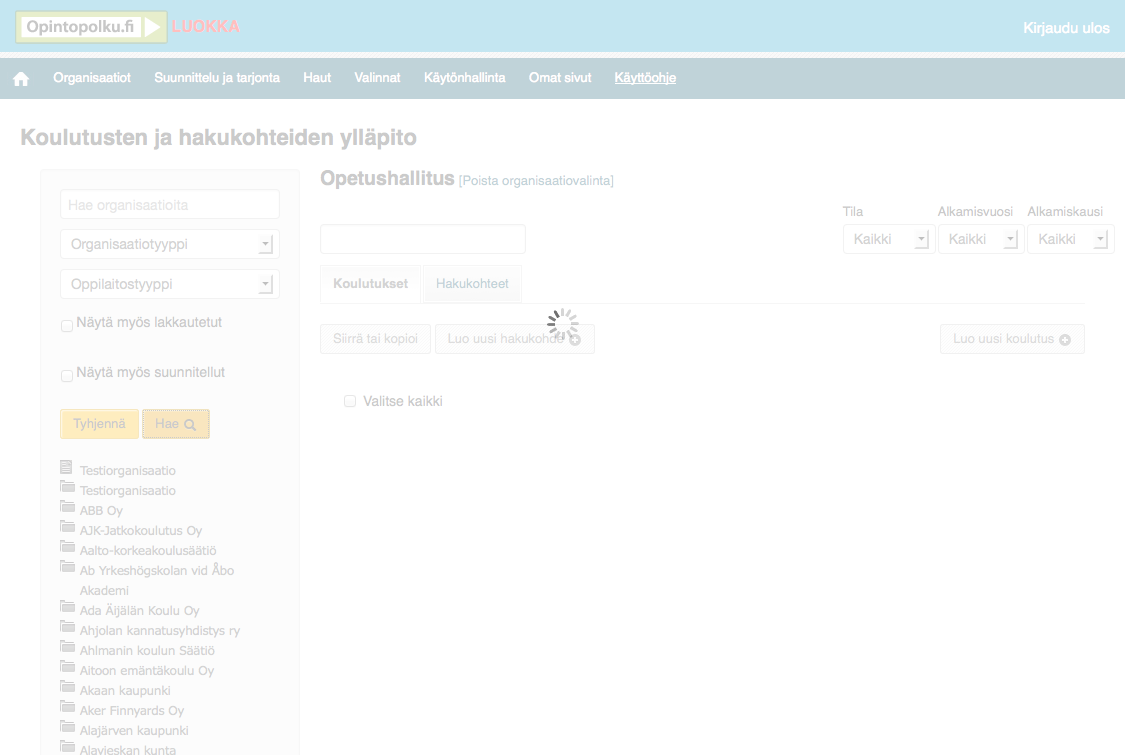 Opintopolku.fi LUOKKA
Kirjaudu ulos
Organisaatiot Suunnittelu ja tarjonta Haut Valinnat Käytönhallinta Omat sivut Käyttöohje
Koulutusten ja hakukohteiden ylläpito
Hae organisaatioita
Organisaatiotyyppi
Oppilaitostyyppi
Näytä myös lakkautetut
Näytä myös suunnitellut
Tyhjennä Hae
Testiorganisaatio
Testiorganisaatio
ABB Oy
AJK-Jatkokoulutus Oy
Aalto-korkeakoulusäätiö
Ab Yrkeshögskolan vid Åbo
Akademi
Ada Äijälän Koulu Oy
Ahjolan kannatusyhdistys ry
Ahlmanin koulun Säätiö
Aitoon emäntäkoulu Oy
Akaan kaupunki
Aker Finnyards Oy
Alajärven kaupunki
Alavieskan kunta
Opetushallitus [Poista organisaatiovalinta]
Tila Alkamisvuosi Alkamiskausi
Kaikki Kaikki Kaikki
Koulutukset Hakukohteet
Siirrä tai kopioi Luo uusi hakukohde Luo uusi koulutus
Valitse kaikki